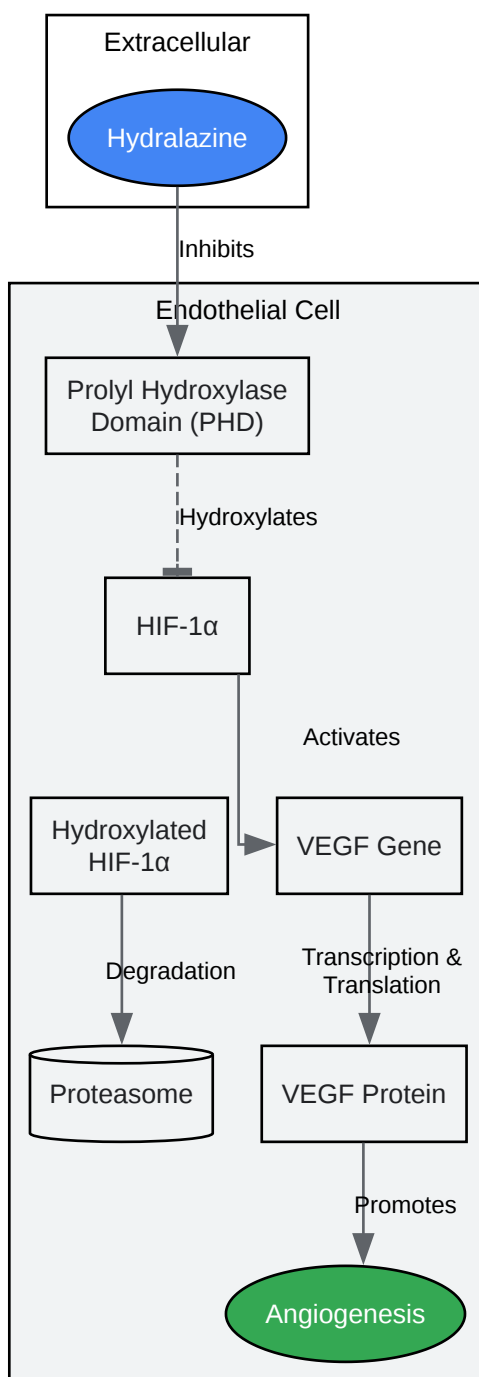 Extracellular
Hydralazine
Inhibits
Endothelial Cell
Prolyl Hydroxylase
Domain (PHD)
Hydroxylates
HIF-1α
Activates
Hydroxylated
HIF-1α
VEGF Gene
Degradation
Transcription &
Translation
Proteasome
VEGF Protein
Promotes
Angiogenesis